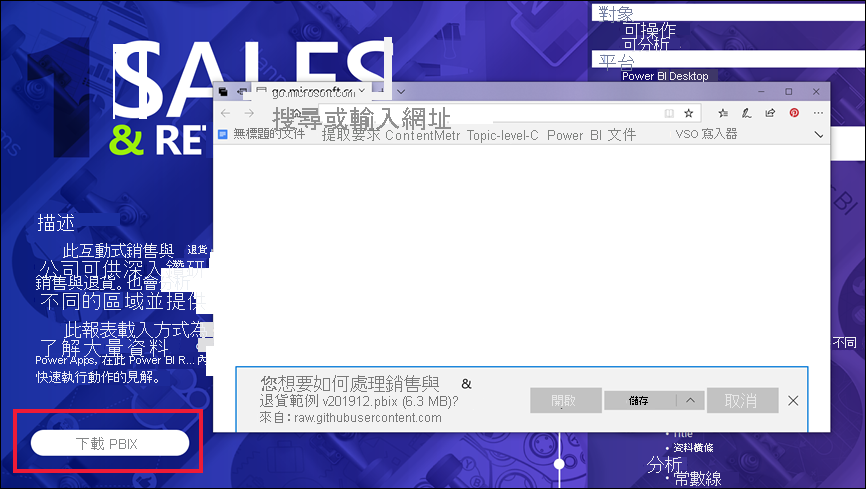 SALES
& RE
對象
可操作
可分析
平台
Power BI Desktop
go.microsoft.com
搜尋或輸入網址
無標題的文件 提取要求 ContentMetr Topic-level-C Power BI 文件 VSO 寫入器
描述
此互動式銷售與 退貨
公司可供深入鑽研
銷售與退貨。也會分析
不同的區域並提供
此報表載入方式為
了解大量資料
Power Apps, 在此 Power BI R... 內
快速執行動作的見解。
下載 PBIX
您想要如何處理銷售與 &
退貨範例 v201912.pbix (6.3 MB)?
來自：raw.githubusercontent.com
開啟 儲存 取消
不同
Title
資料橫條
分析
常數線